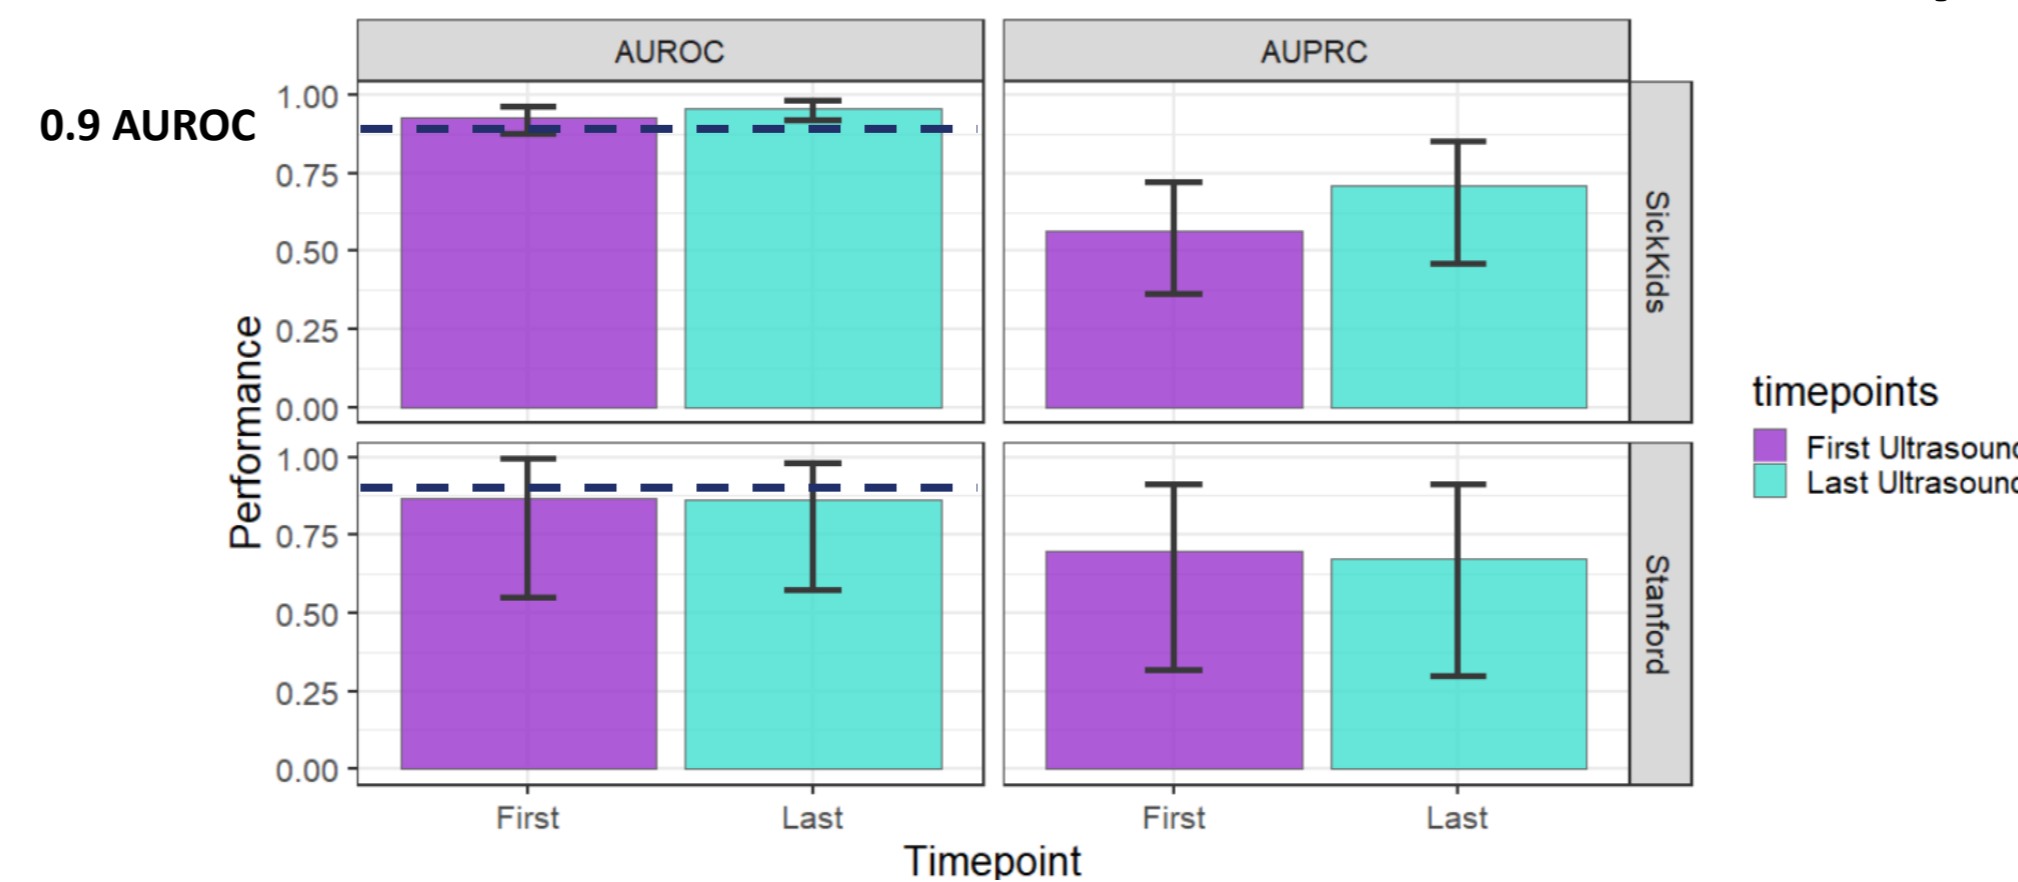 AUROC
AUPRC
0.9 AUROC
1.00
0.75
0.50
0.25
0.00
SickKids
1.00
0.75
0.50
0.25
0.00
Stanford
Performance
First
Last
First
Last
Timepoint
timepoints
First Ultrasound
Last Ultrasound